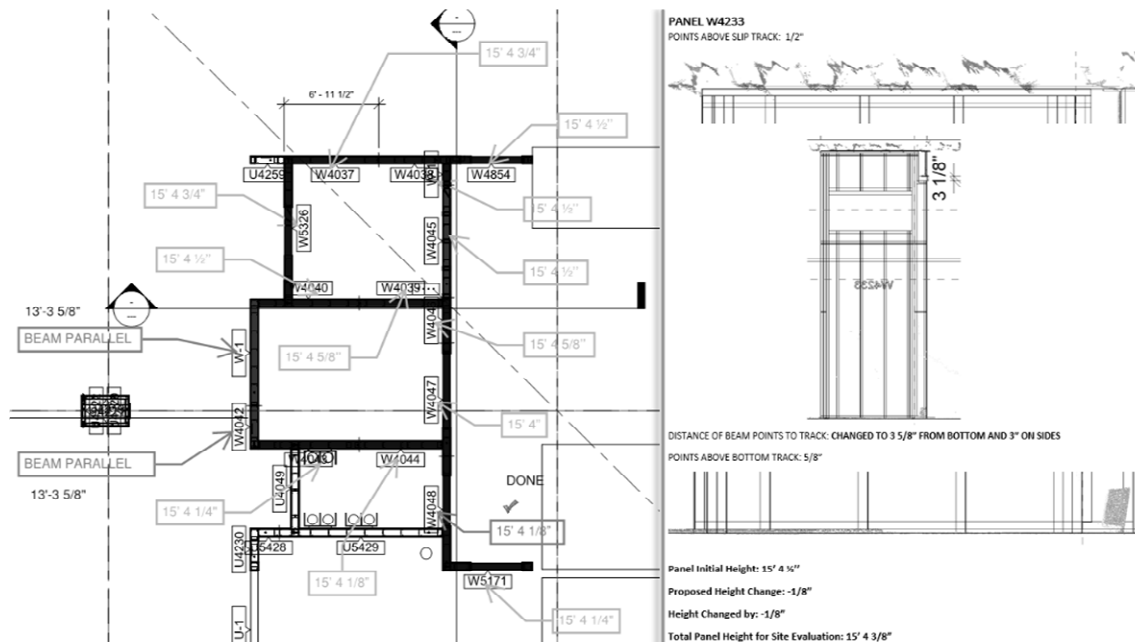 15' 4 3/4"
6' - 11 1/2"
15' 4 ½"
U4259
W4037
W4038
W4854
15' 4 3/4"
15' 4 ½"
W5326
W4045
15' 4 ½"
15' 4 ½"
W4040
W4039
13'-3 5/8"
BEAM PARALLEL
W-1
15' 4 5/8"
15' 4 5/8"
W4047
W4042
15' 4"
BEAM PARALLEL
W4044
13'-3 5/8"
U4049
DONE
15' 4 1/4"
W4048
15' 4 1/8"
U4230
U5428
U5429
15' 4 1/8"
W5171
15' 4 1/4"
U-1
PANEL W4233
POINTS ABOVE SLIP TRACK: 1/2"
3 1/8"
W4233
DISTANCE OF BEAM POINTS TO TRACK: CHANGED TO 3 5/8" FROM BOTTOM AND 3" ON SIDES
POINTS ABOVE BOTTOM TRACK: 5/8"
Panel Initial Height: 15' 4 ½"
Proposed Height Change: -1/8"
Height Changed by: -1/8"
Total Panel Height for Site Evaluation: 15' 4 3/8"